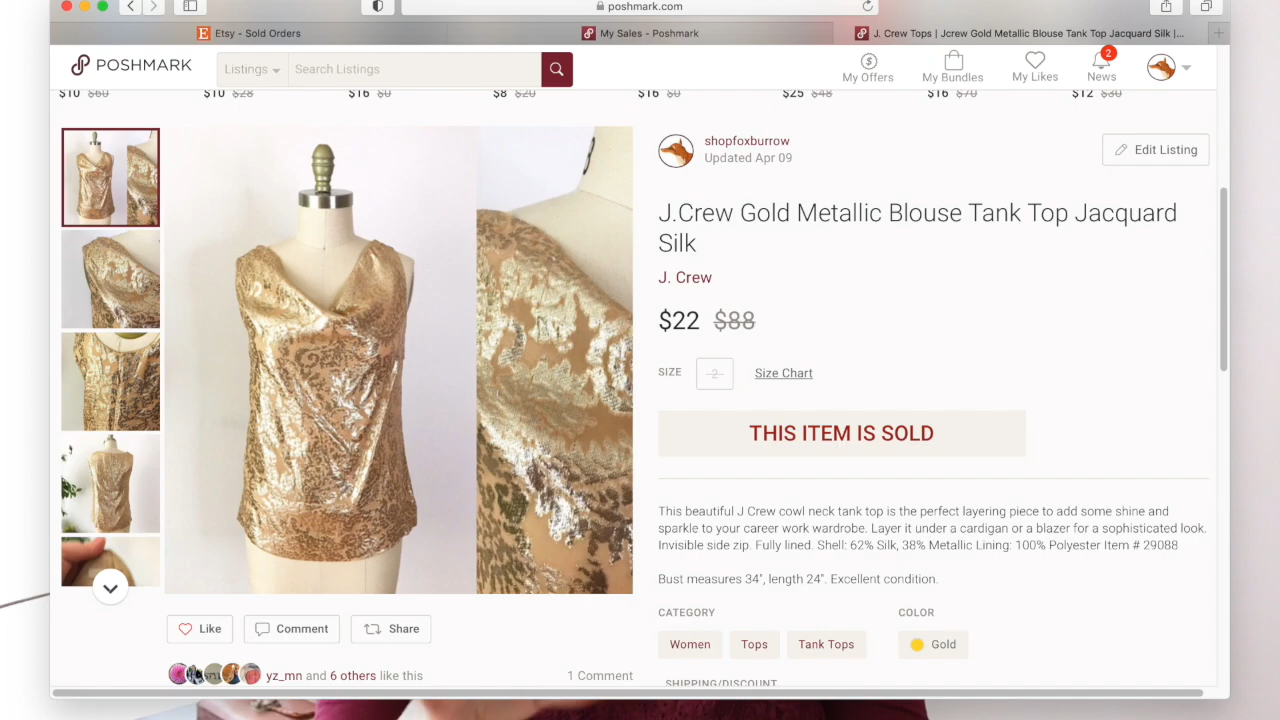 poshmark.com
Etsy - Sold Orders
My Sales - Poshmark
J. Crew Tops | Jcrew Gold Metallic Blouse Tank Top Jacquard Silk |...
POSHMARK
Listings
Search Listings
My Offers
My Bundles
My Likes
2
News
$10 $60
$10 $28
$16 $0
$8 $20
$16 $0
$25 $48
$16 $70
$12 $30
shopfoxburrow
Updated Apr 09
Edit Listing
J.Crew Gold Metallic Blouse Tank Top Jacquard
Silk
J. Crew
$22 $88
SIZE
2
Size Chart
THIS ITEM IS SOLD
This beautiful J Crew cowl neck tank top is the perfect layering piece to add some shine and
sparkle to your career work wardrobe. Layer it under a cardigan or a blazer for a sophisticated look.
Invisible side zip. Fully lined. Shell: 62% Silk, 38% Metallic Lining: 100% Polyester Item # 29088
Bust measures 34", length 24". Excellent condition.
CATEGORY
COLOR
Women
Tops
Tank Tops
Gold
Like
Comment
Share
yz_mn and 6 others like this
1 Comment
SHIPPING/DISCOUNT